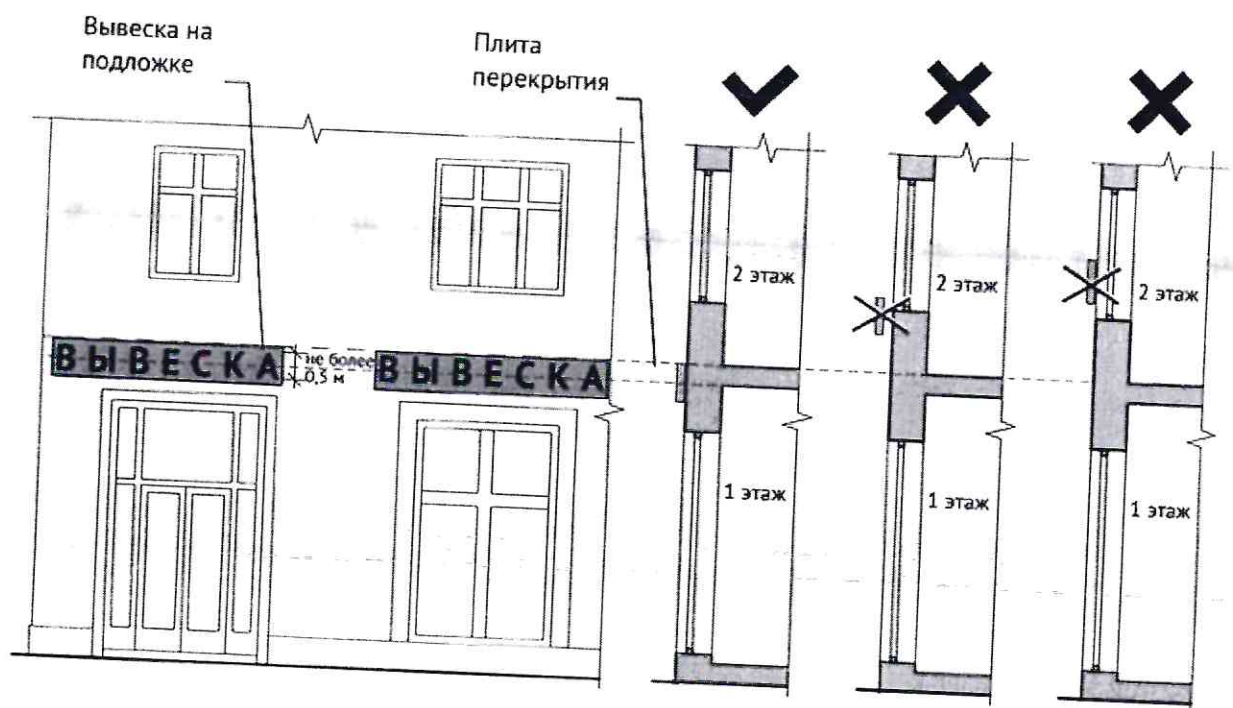 Вывеска на
подложке
Плита
перекрытия
2 этаж
2 этаж
2 этаж
ВЫВЕСКА
не более
0,5 м
ВЫВЕСКА
1 этаж
1 этаж
1 этаж